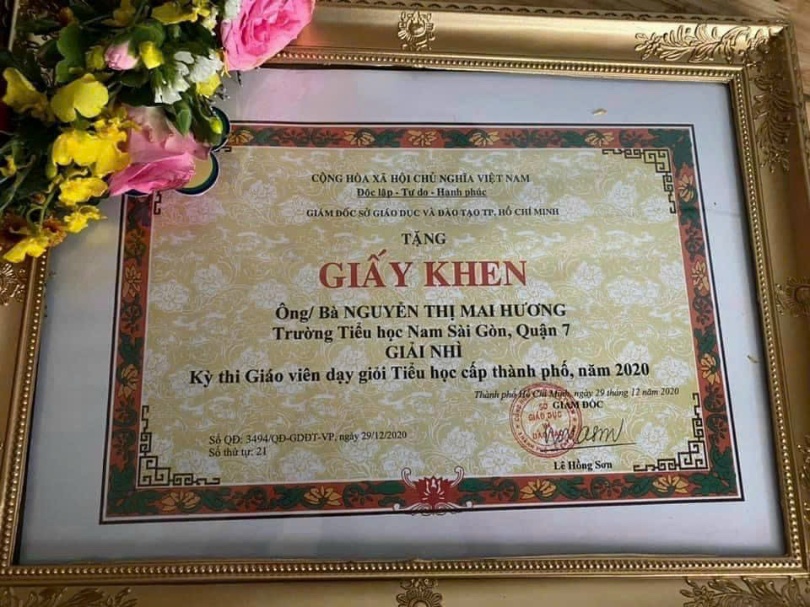 CỘNG HÒA XÃ HỘI CHỦ NGHĨA VIỆT NAM
Độc lập - Tự do - Hạnh phúc
GIÁM ĐỐC SỞ GIÁO DỤC VÀ ĐÀO TẠO TP. HỒ CHÍ MINH
TẶNG
GIẤY KHEN
Ông/ Bà NGUYỄN THỊ MAI HƯƠNG
Trường Tiểu học Nam Sài Gòn, Quận 7
GIẢI NHÌ
Kỳ thi Giáo viên dạy giỏi Tiểu học cấp thành phố, năm 2020
Thành phố Hồ Chí Minh, ngày 29 tháng 12 năm 2020
GIÁM ĐỐC
SỞ
GIÁO DỤC
Số QĐ: 3494/QĐ-GDĐT-VP, ngày 29/12/2020
Số thứ tự: 21
Lê Hồng Sơn